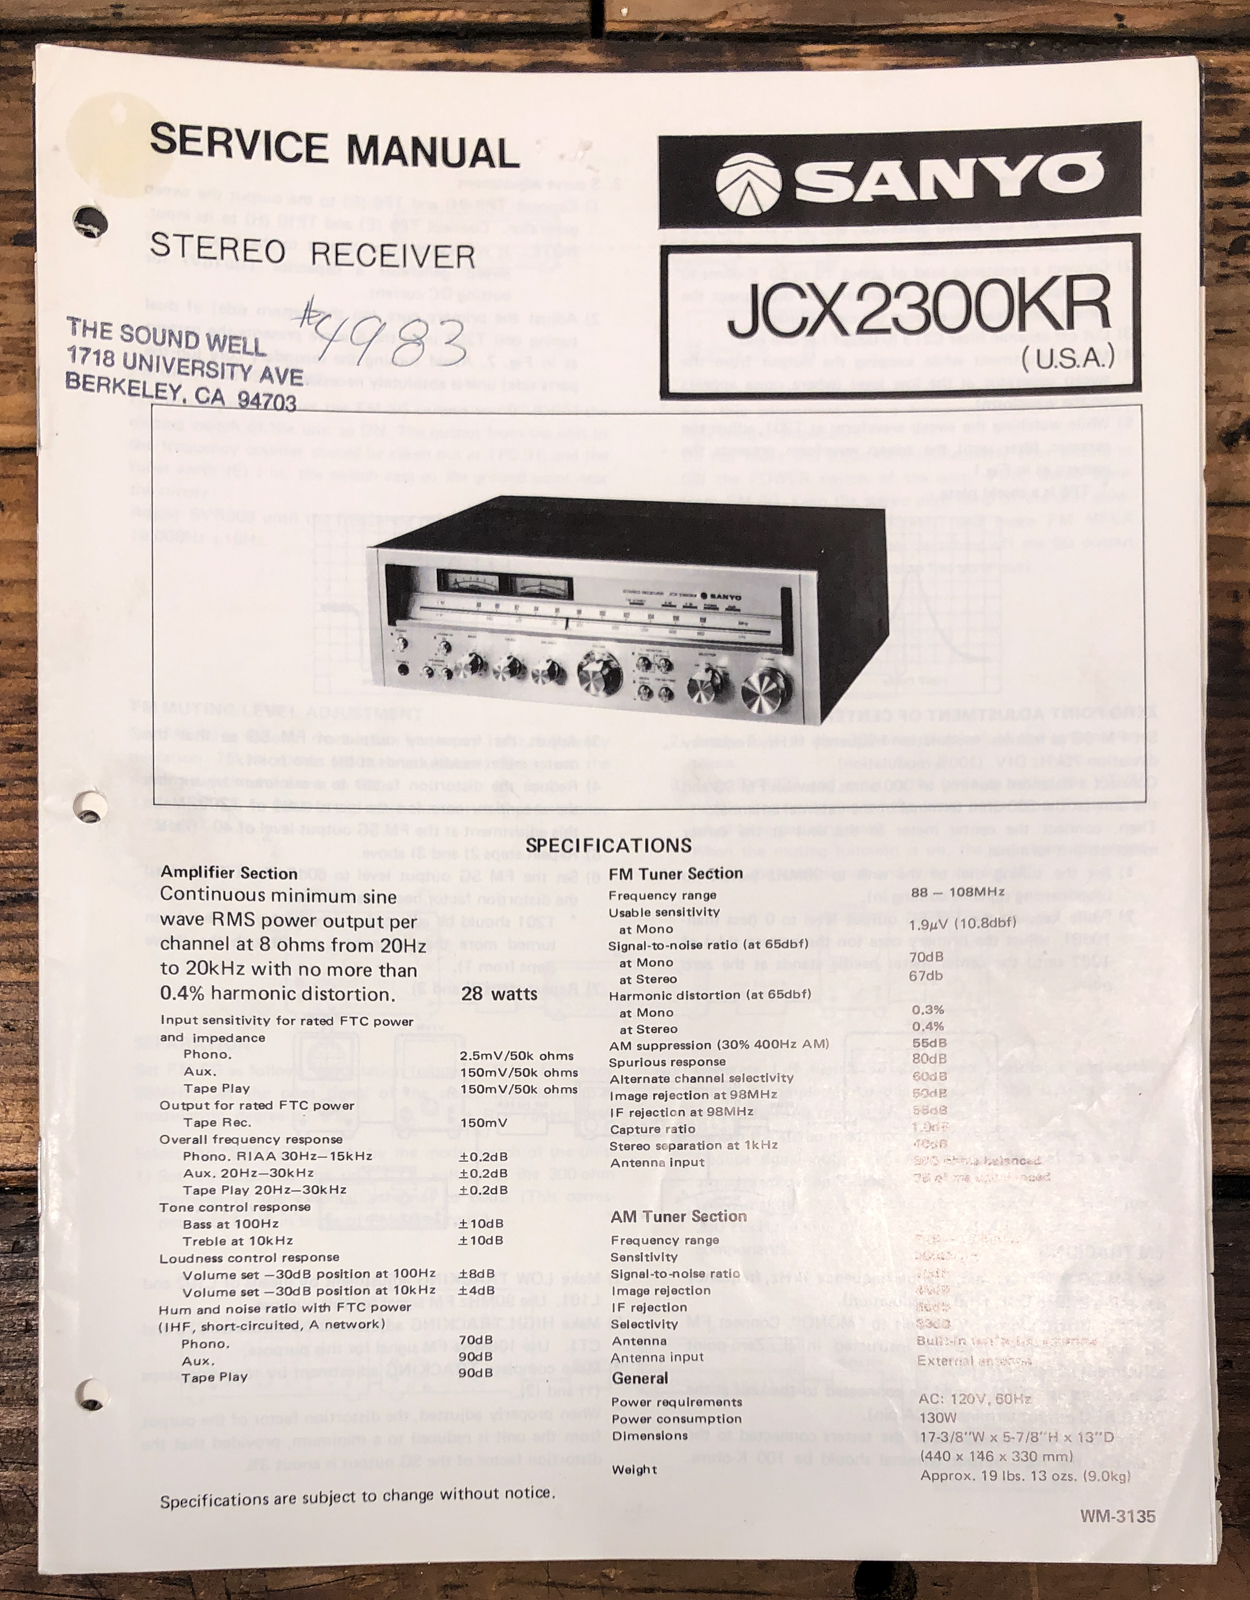 SERVICE MANUAL
SANYO
STEREO RECEIVER
JCX2300KR
(U.S.A.)
#4983
THE SOUND WELL
1718 UNIVERSITY AVE.
BERKELEY, CA 94703
SANYO
SPECIFICATIONS
Amplifier Section
Continuous minimum sine
wave RMS power output per
channel at 8 ohms from 20Hz
to 20kHz with no more than
0.4% harmonic distortion. 28 watts
Input sensitivity for rated FTC power
and impedance
Phono. 2.5mV/50k ohms
Aux. 150mV/50k ohms
Tape Play 150mV/50k ohms
Output for rated FTC power
Tape Rec. 150mV
Overall frequency response
Phono. RIAA 30Hz–15kHz ±0.2dB
Aux. 20Hz–30kHz ±0.2dB
Tape Play 20Hz–30kHz ±0.2dB
Tone control response
Bass at 100Hz ±10dB
Treble at 10kHz ±10dB
Loudness control response
Volume set –30dB position at 100Hz ±8dB
Volume set –30dB position at 10kHz ±4dB
Hum and noise ratio with FTC power
(IHF, short-circuited, A network)
Phono. 70dB
Aux. 90dB
Tape Play 90dB
FM Tuner Section
Frequency range 88 – 108MHz
Usable sensitivity
at Mono 1.9μV (10.8dbf)
Signal-to-noise ratio (at 65dbf)
at Mono 70dB
at Stereo 67db
Harmonic distortion (at 65dbf)
at Mono 0.3%
at Stereo 0.4%
AM suppression (30% 400Hz AM) 55dB
Spurious response 80dB
Alternate channel selectivity 60dB
Image rejection at 98MHz 50dB
IF rejection at 98MHz
Capture ratio
Stereo separation at 1kHz 40dB
Antenna input balanced
AM Tuner Section
Frequency range
Sensitivity
Signal-to-noise ratio
Image rejection
IF rejection
Selectivity
Antenna Built-in
Antenna input External antenna
General
Power requirements AC: 120V, 60Hz
Power consumption 130W
Dimensions 17-3/8"W x 5-7/8"H x 13"D
(440 x 146 x 330 mm)
Weight Approx. 19 lbs. 13 ozs. (9.0kg)
Specifications are subject to change without notice.
WM-3135